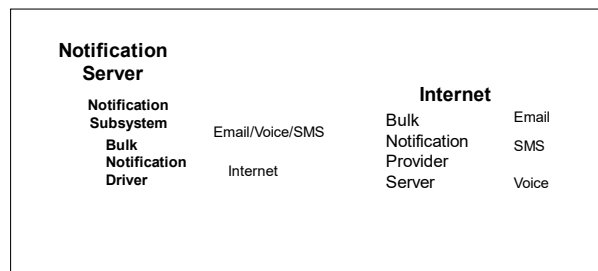 Notification
Server
Notification
Subsystem
Bulk
Notification
Driver
Email/Voice/SMS
Internet
Internet
Bulk
Notification
Provider
Server
Email
SMS
Voice